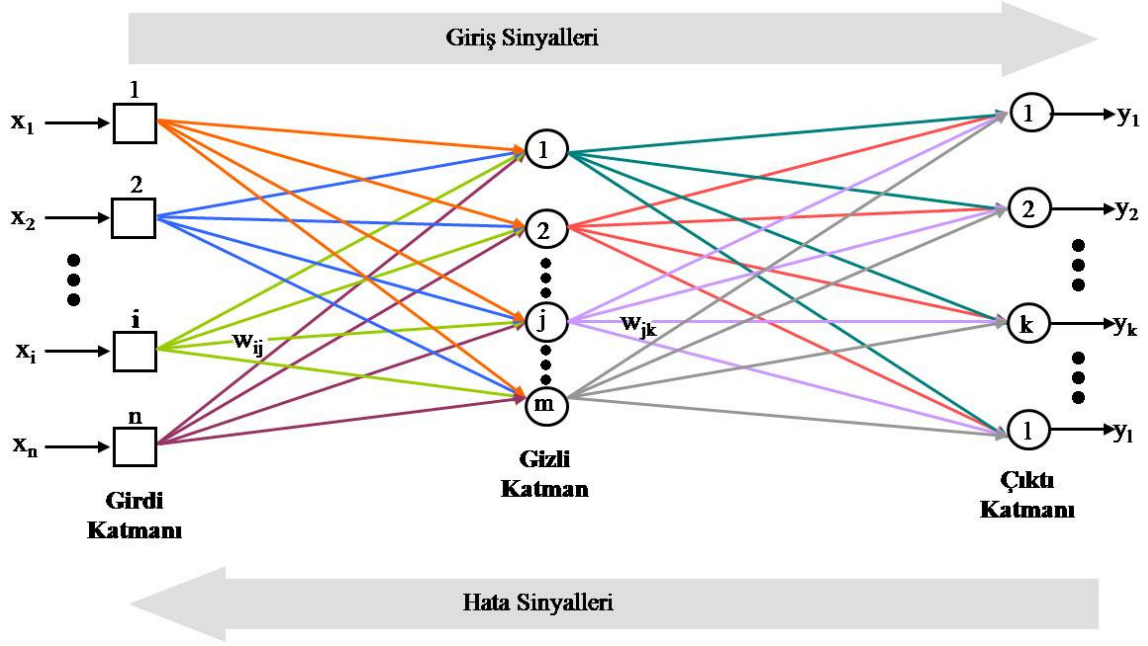 Giriş Sinyalleri
1
x1
2
x2
i
xi
n
xn
wij
1
2
j
m
wjk
1
y1
2
y2
k
yk
1
yl
Girdi
Katmanı
Gizli
Katman
Çıktı
Katmanı
Hata Sinyalleri